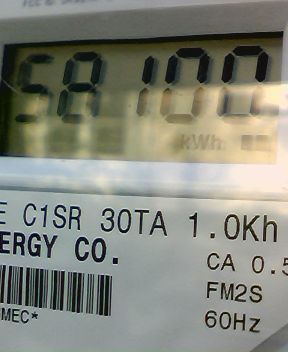 58100
kWh
E C1SR 30TA 1.0Kh
ERGY CO.
CA 0.5
FM2S
MEC*
60Hz